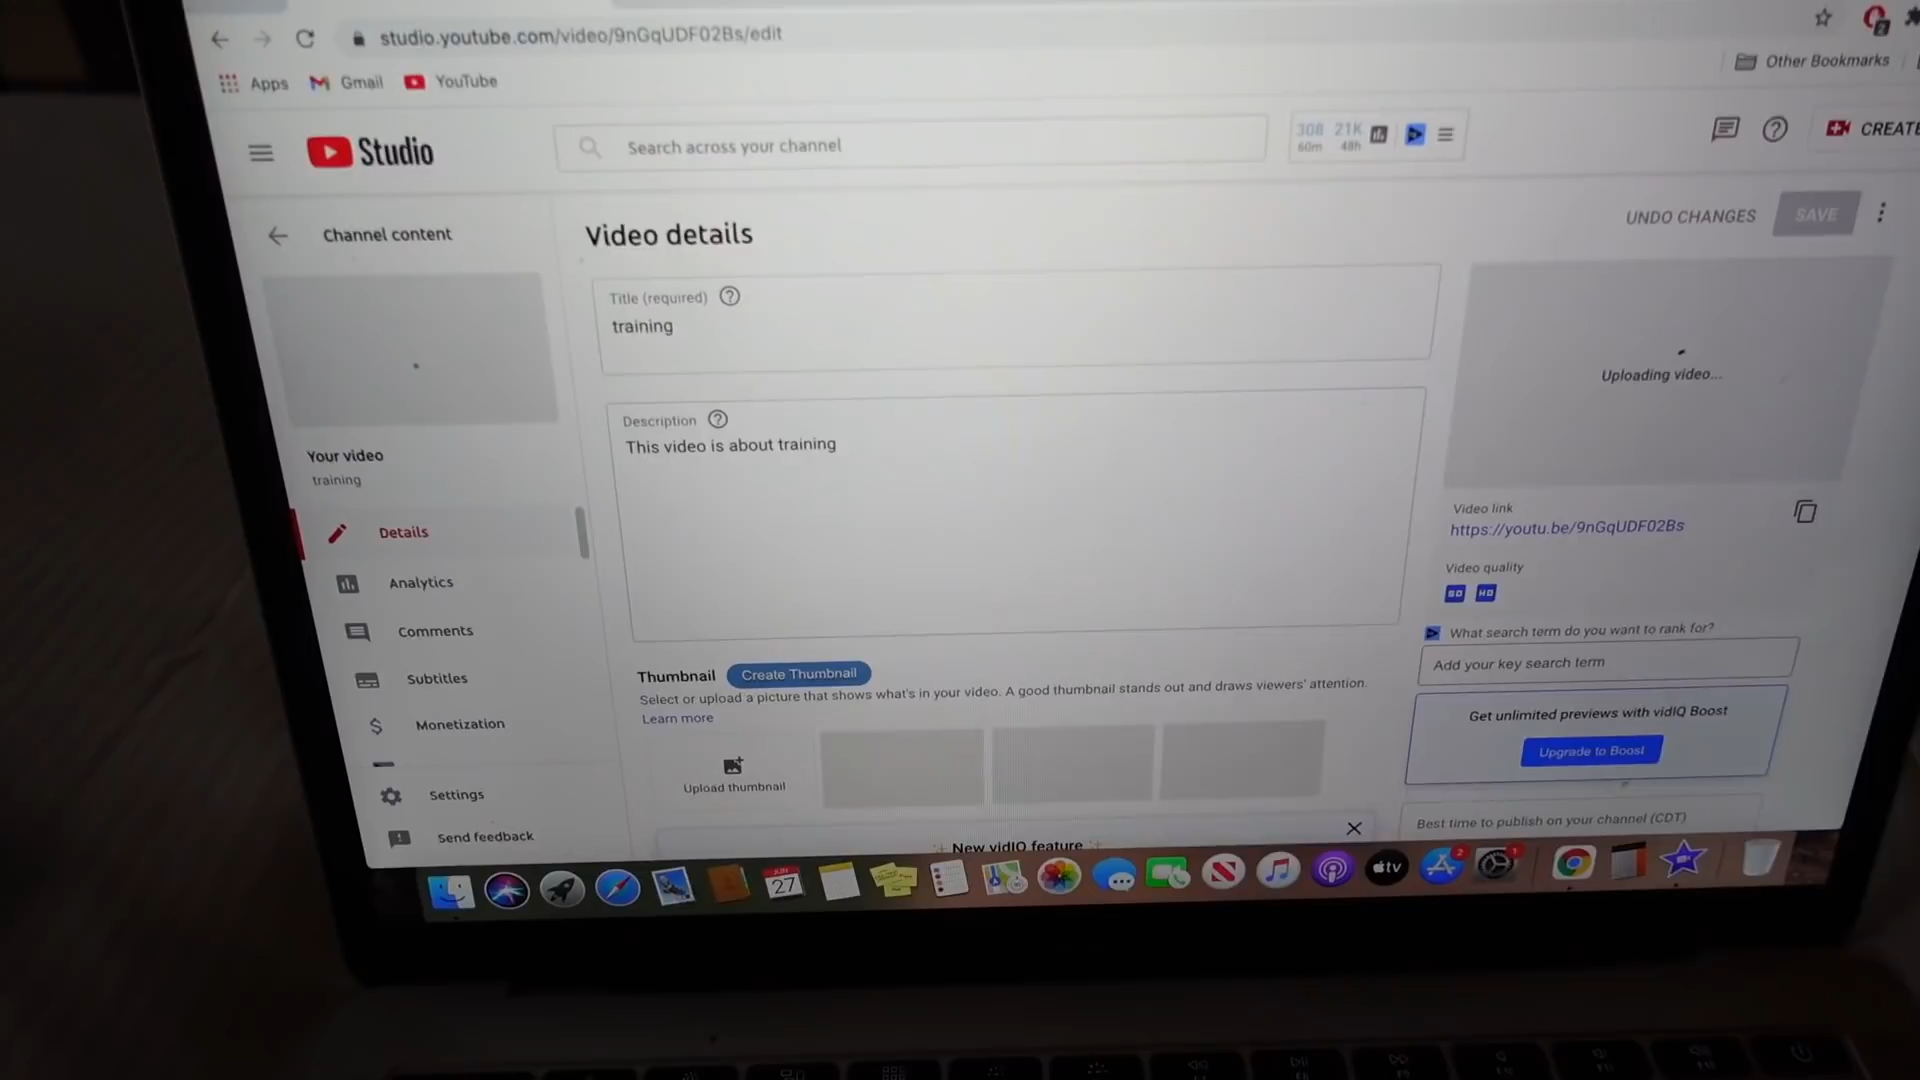 studio.youtube.com/video/9nGqUDF02Bs/edit
Apps Gmail YouTube
Other Bookmarks
Studio
Search across your channel
308 21K
60m 48h
CREATE
Channel content
Video details
UNDO CHANGES SAVE
Title (required)
training
Uploading video...
Description
This video is about training
Your video
training
Details
Analytics
Comments
Subtitles
Monetization
Settings
Send feedback
Video link
https://youtu.be/9nGqUDF02Bs
Video quality
SD HD
What search term do you want to rank for?
Add your key search term
Thumbnail Create Thumbnail
Select or upload a picture that shows what's in your video. A good thumbnail stands out and draws viewers' attention.
Learn more
Get unlimited previews with vidIQ Boost
Upgrade to Boost
Upload thumbnail
Best time to publish on your channel (CDT)
New vidIQ feature
JUN
27
tv
2
1